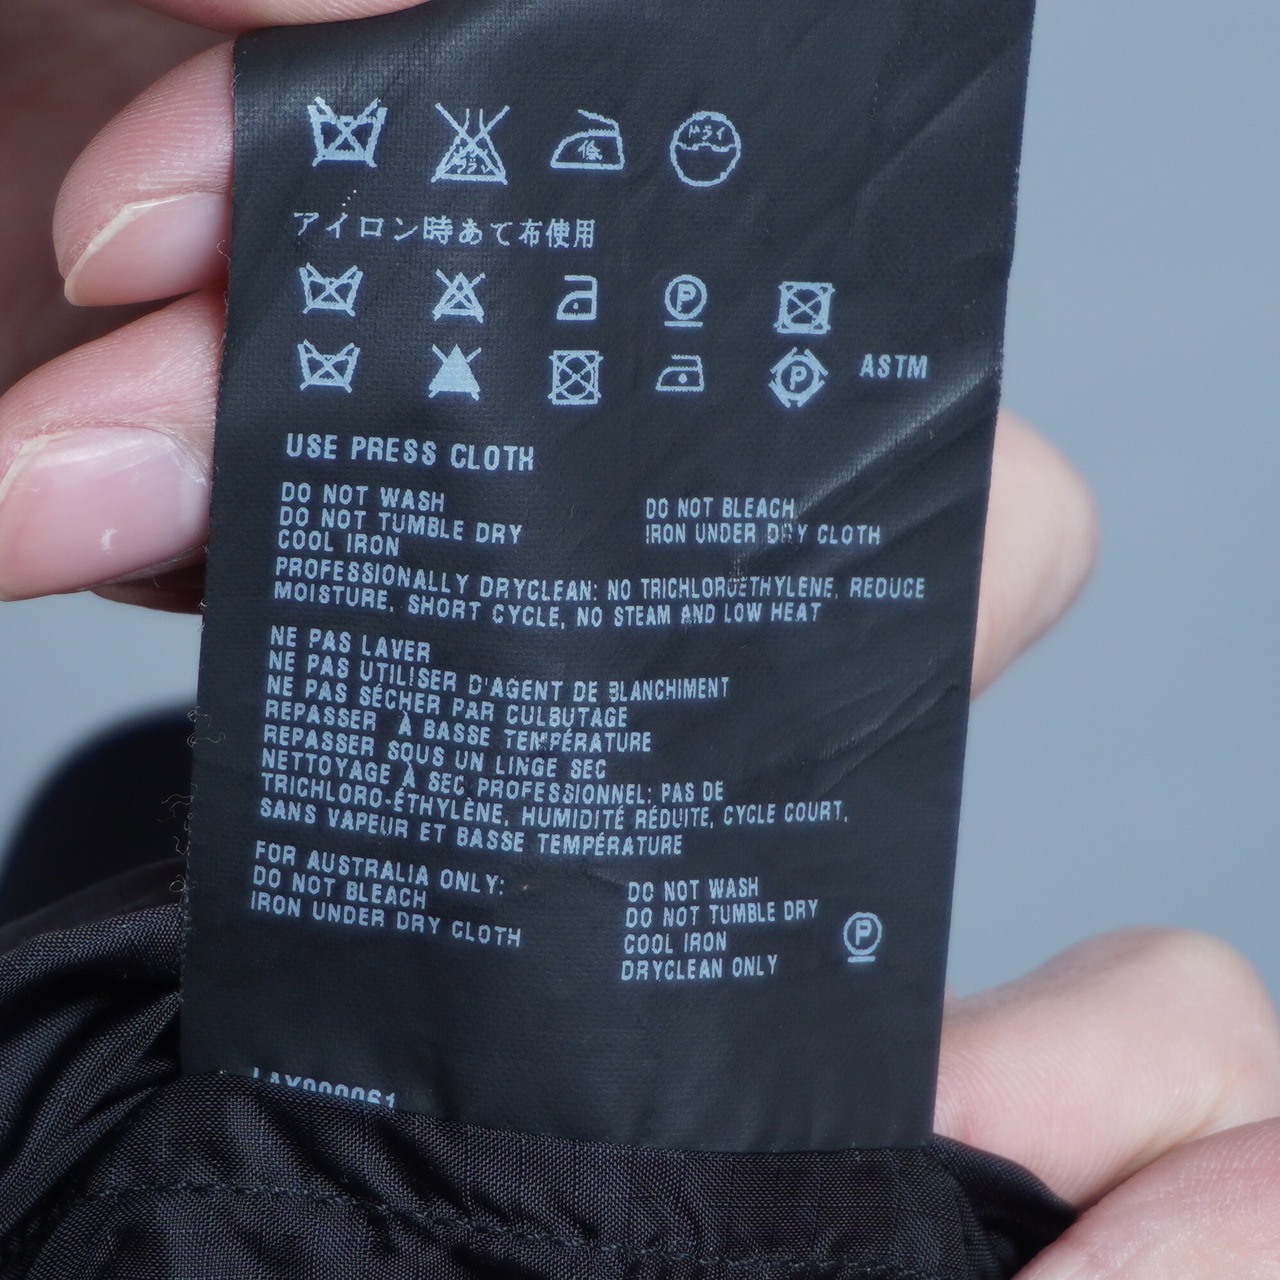 低 ドライ
アイロン時あて布使用
P
P ASTM
USE PRESS CLOTH
DO NOT WASH
DO NOT TUMBLE DRY
COOL IRON
DO NOT BLEACH
IRON UNDER DRY CLOTH
PROFESSIONALLY DRYCLEAN: NO TRICHLOROETHYLENE, REDUCE
MOISTURE, SHORT CYCLE, NO STEAM AND LOW HEAT
NE PAS LAVER
NE PAS UTILISER D'AGENT DE BLANCHIMENT
NE PAS SÉCHER PAR CULBUTAGE
REPASSER À BASSE TEMPÉRATURE
REPASSER SOUS UN LINGE SEC
NETTOYAGE À SEC PROFESSIONNEL: PAS DE
TRICHLORO-ÉTHYLÈNE, HUMIDITÉ RÉDUITE, CYCLE COURT,
SANS VAPEUR ET BASSE TEMPÉRATURE
FOR AUSTRALIA ONLY:
DO NOT BLEACH
IRON UNDER DRY CLOTH
DO NOT WASH
DO NOT TUMBLE DRY
COOL IRON
DRYCLEAN ONLY
P